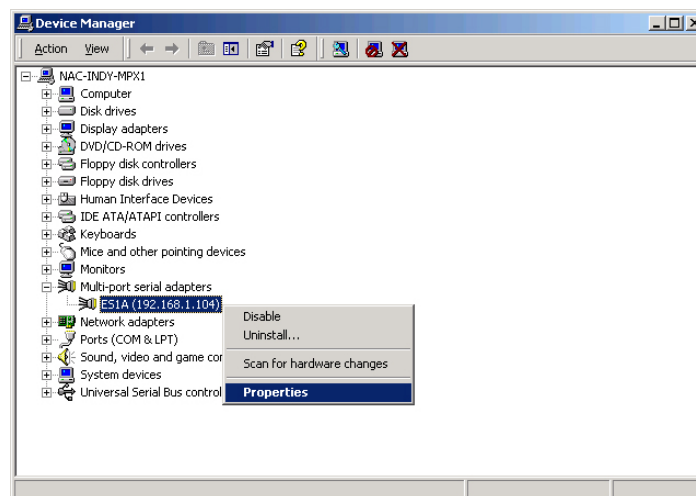 Device Manager
Action View
NAC-INDY-MPX1
Computer
Disk drives
Display adapters
DVD/CD-ROM drives
Floppy disk controllers
Floppy disk drives
Human Interface Devices
IDE ATA/ATAPI controllers
Keyboards
Mice and other pointing devices
Monitors
Multi-port serial adapters
ES1A (192.168.1.104)
Network adapters
Ports (COM & LPT)
Sound, video and game con
System devices
Universal Serial Bus control
Disable
Uninstall...
Scan for hardware changes
Properties